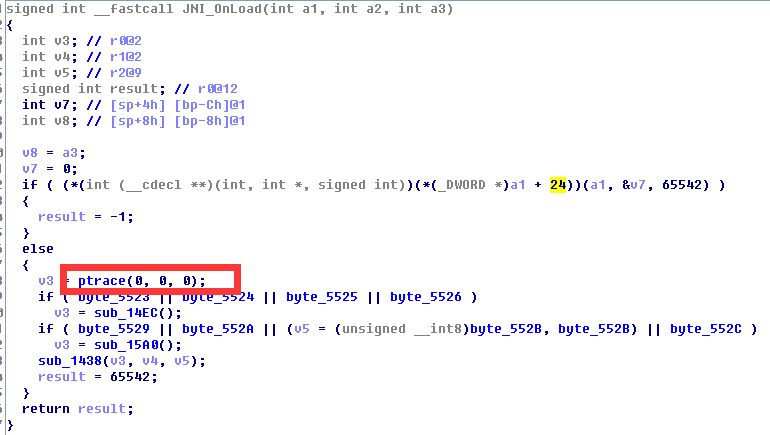 signed int __fastcall JNI_OnLoad(int a1, int a2, int a3)
{
int v3; // r0@2
int v4; // r1@2
int v5; // r2@9
signed int result; // r0@12
int v7; // [sp+4h] [bp-Ch]@1
int v8; // [sp+8h] [bp-8h]@1
v8 = a3;
v7 = 0;
if ( (*(int (__cdecl **)(int, int *, signed int))(*(_DWORD *)a1 + 24))(a1, &v7, 65542) )
{
result = -1;
}
else
{
v3 = ptrace(0, 0, 0);
if ( byte_5523 || byte_5524 || byte_5525 || byte_5526 )
v3 = sub_14EC();
if ( byte_5529 || byte_552A || (v5 = (unsigned __int8)byte_552B, byte_552B) || byte_552C )
v3 = sub_15A0();
sub_1438(v3, v4, v5);
result = 65542;
}
return result;
}